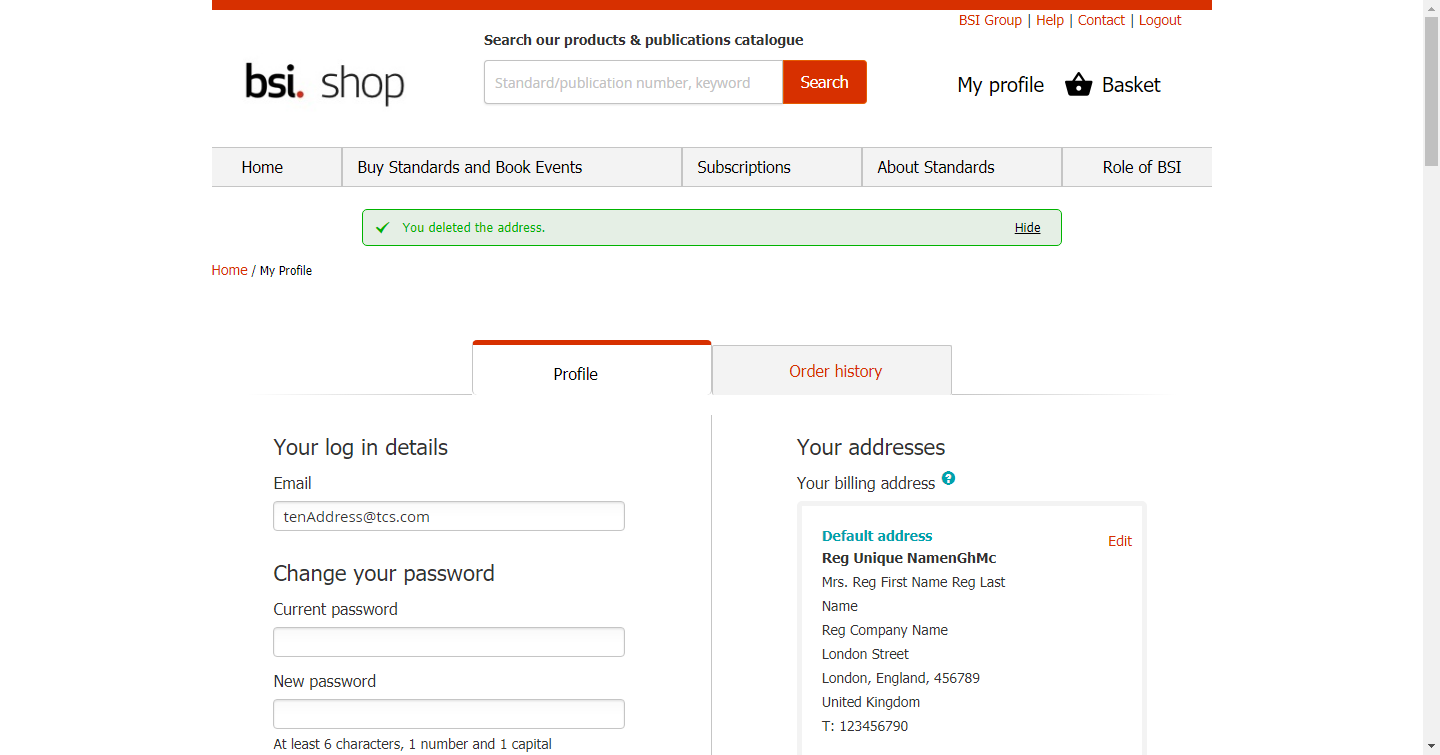 BSI Group | Help | Contact | Logout
Search our products & publications catalogue
bsi. shop
Standard/publication number, keyword
Search
My profile
Basket
Home
Buy Standards and Book Events
Subscriptions
About Standards
Role of BSI
You deleted the address.
Hide
Home / My Profile
Profile
Order history
Your log in details
Email
tenAddress@tcs.com
Change your password
Current password
New password
At least 6 characters, 1 number and 1 capital
Your addresses
Your billing address ?
Default address
Edit
Reg Unique NamenGhMc
Mrs. Reg First Name Reg Last
Name
Reg Company Name
London Street
London, England, 456789
United Kingdom
T: 123456790